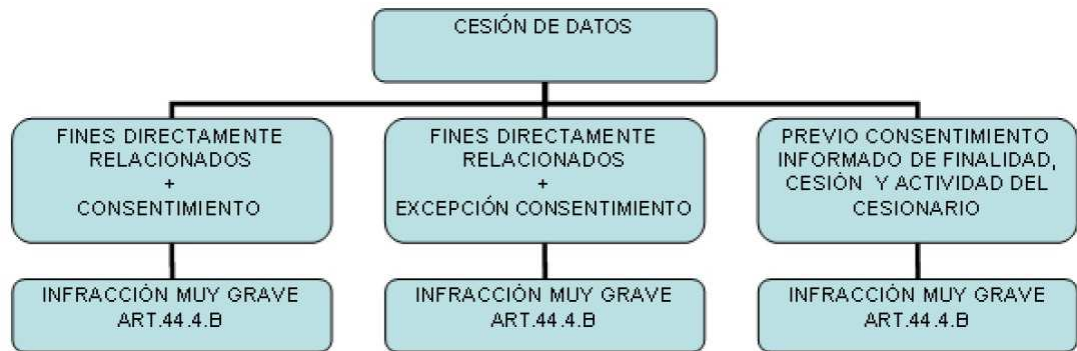 CESIÓN DE DATOS
FINES DIRECTAMENTE
RELACIONADOS
+
CONSENTIMIENTO
FINES DIRECTAMENTE
RELACIONADOS
+
EXCEPCIÓN CONSENTIMIENTO
PREVIO CONSENTIMIENTO
INFORMADO DE FINALIDAD,
CESIÓN Y ACTIVIDAD DEL
CESIONARIO
INFRACCIÓN MUY GRAVE
ART.44.4.B
INFRACCIÓN MUY GRAVE
ART.44.4.B
INFRACCIÓN MUY GRAVE
ART.44.4.B